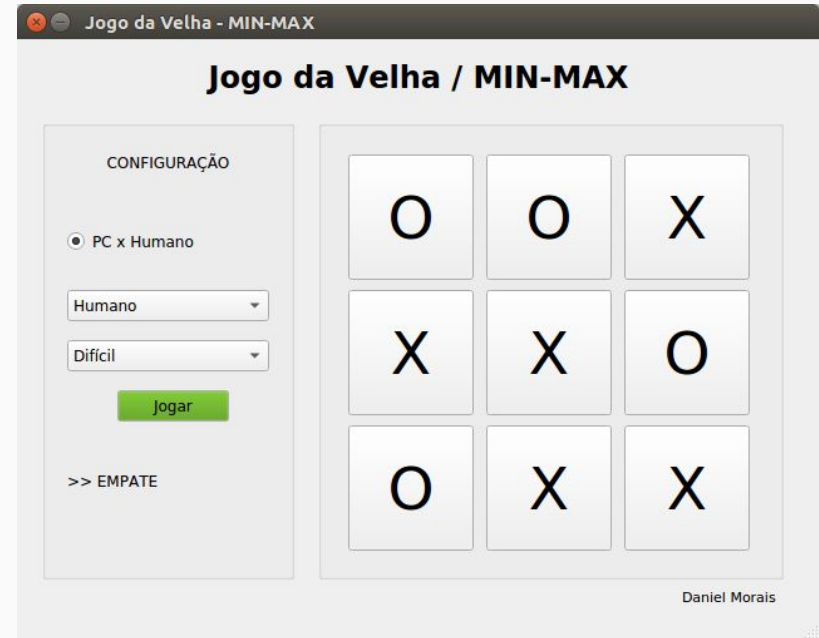 Jogo da Velha - MIN-MAX
Jogo da Velha / MIN-MAX
CONFIGURAÇÃO
PC x Humano
Humano
Difícil
Jogar
>> EMPATE
O O X
X X O
O X X
Daniel Morais